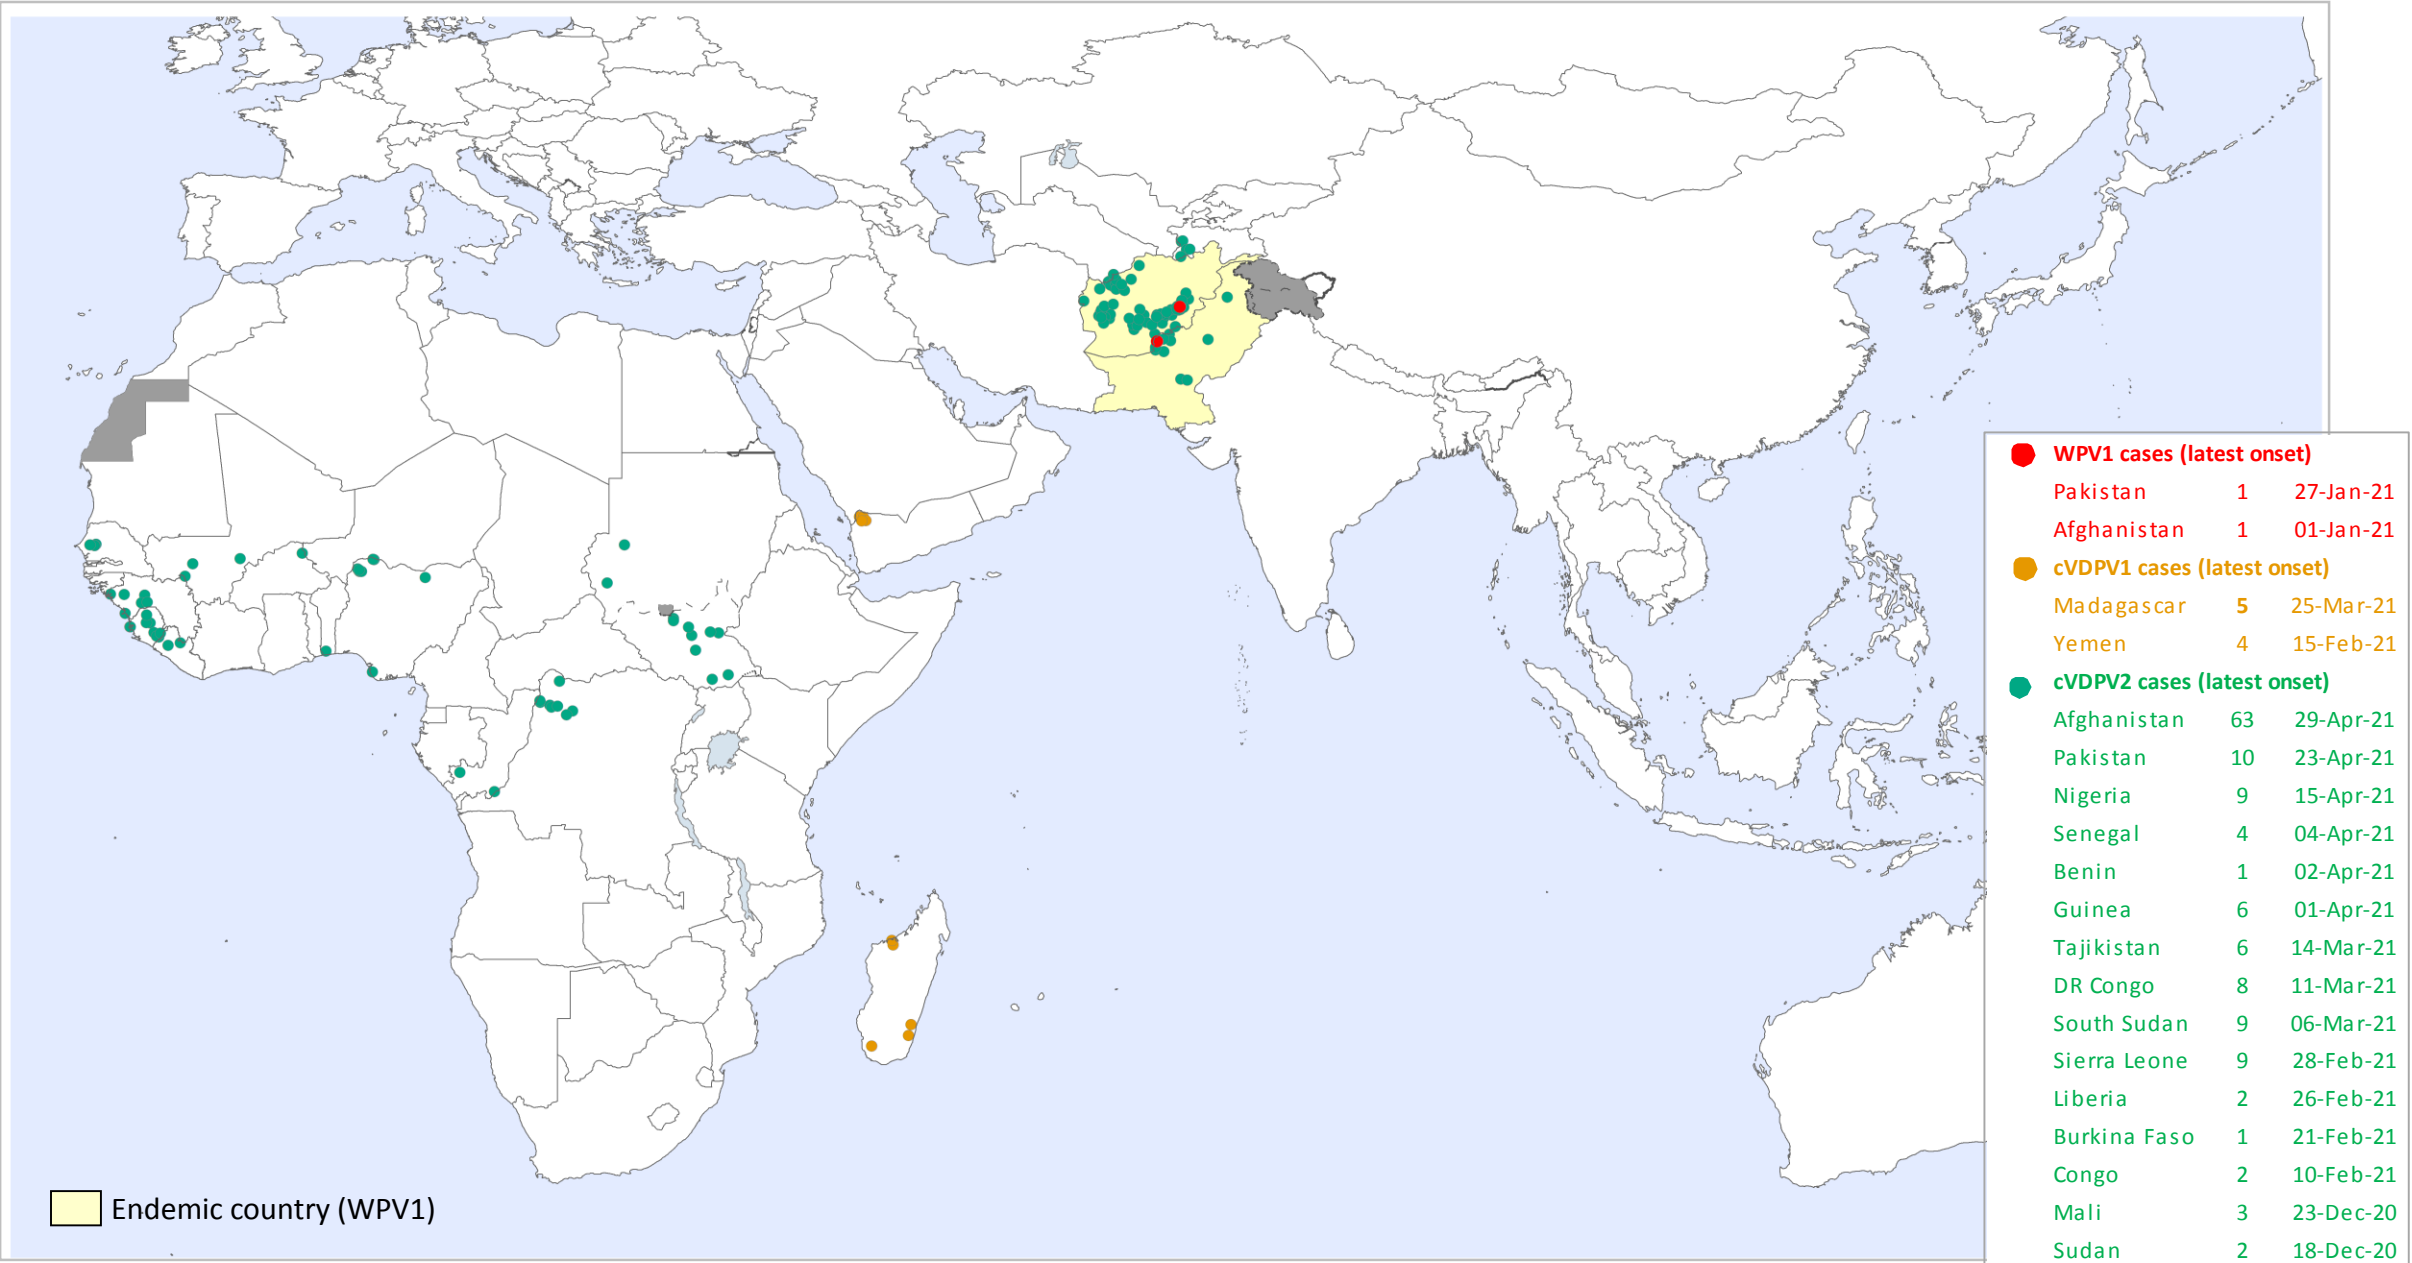 WPV1 cases (latest onset)
Pakistan 1 27-Jan-21
Afghanistan 1 01-Jan-21
cVDPV1 cases (latest onset)
Madagascar 5 25-Mar-21
Yemen 4 15-Feb-21
cVDPV2 cases (latest onset)
Afghanistan 63 29-Apr-21
Pakistan 10 23-Apr-21
Nigeria 9 15-Apr-21
Senegal 4 04-Apr-21
Benin 1 02-Apr-21
Guinea 6 01-Apr-21
Tajikistan 6 14-Mar-21
DR Congo 8 11-Mar-21
South Sudan 9 06-Mar-21
Sierra Leone 9 28-Feb-21
Liberia 2 26-Feb-21
Burkina Faso 1 21-Feb-21
Congo 2 10-Feb-21
Mali 3 23-Dec-20
Sudan 2 18-Dec-20
Endemic country (WPV1)